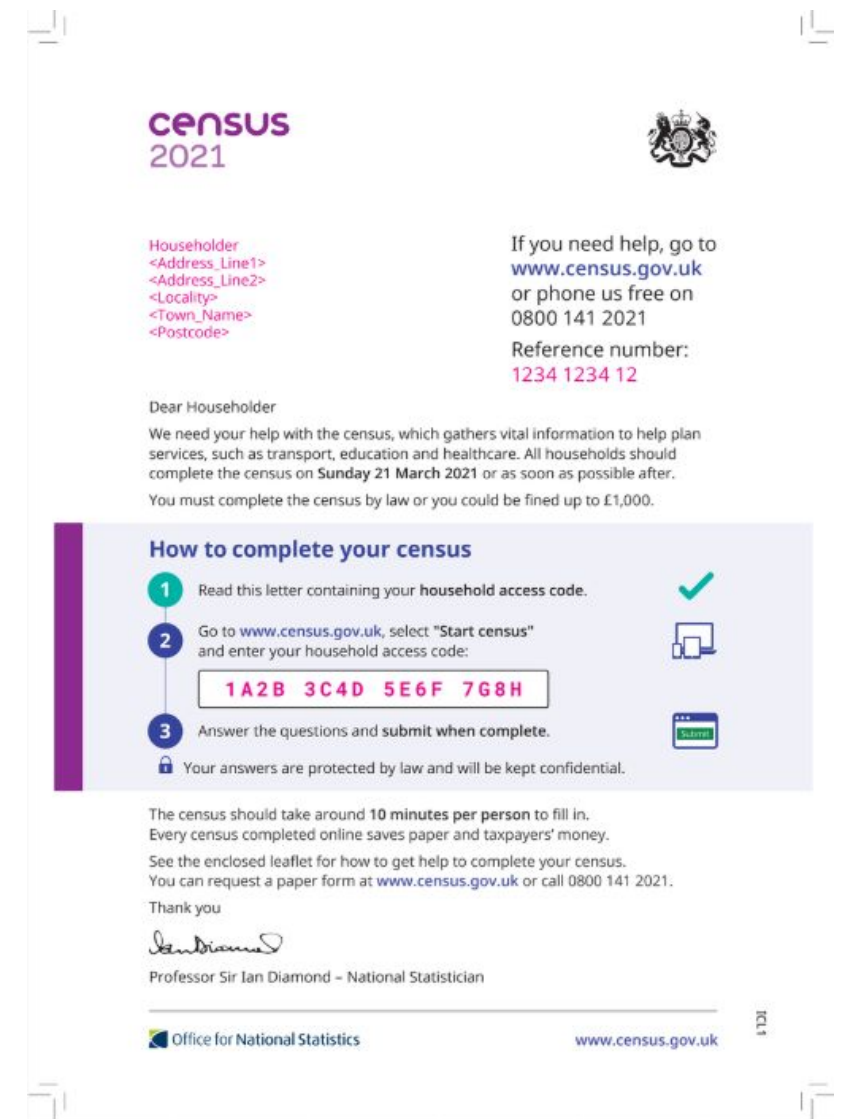 census
2021
Householder
<Address_Line1>
<Address_Line2>
<Locality>
<Town_Name>
<Postcode>
If you need help, go to
www.census.gov.uk
or phone us free on
0800 141 2021
Reference number:
1234 1234 12
Dear Householder
We need your help with the census, which gathers vital information to help plan
services, such as transport, education and healthcare. All households should
complete the census on Sunday 21 March 2021 or as soon as possible after.
You must complete the census by law or you could be fined up to £1,000.
How to complete your census
1 Read this letter containing your household access code.
2 Go to www.census.gov.uk, select "Start census"
and enter your household access code:
1A2B 3C4D 5E6F 7G8H
3 Answer the questions and submit when complete.
Submit
Your answers are protected by law and will be kept confidential.
The census should take around 10 minutes per person to fill in.
Every census completed online saves paper and taxpayers' money.
See the enclosed leaflet for how to get help to complete your census.
You can request a paper form at www.census.gov.uk or call 0800 141 2021.
Thank you
Ian Diamond
Professor Sir Ian Diamond – National Statistician
ICL1
Office for National Statistics
www.census.gov.uk